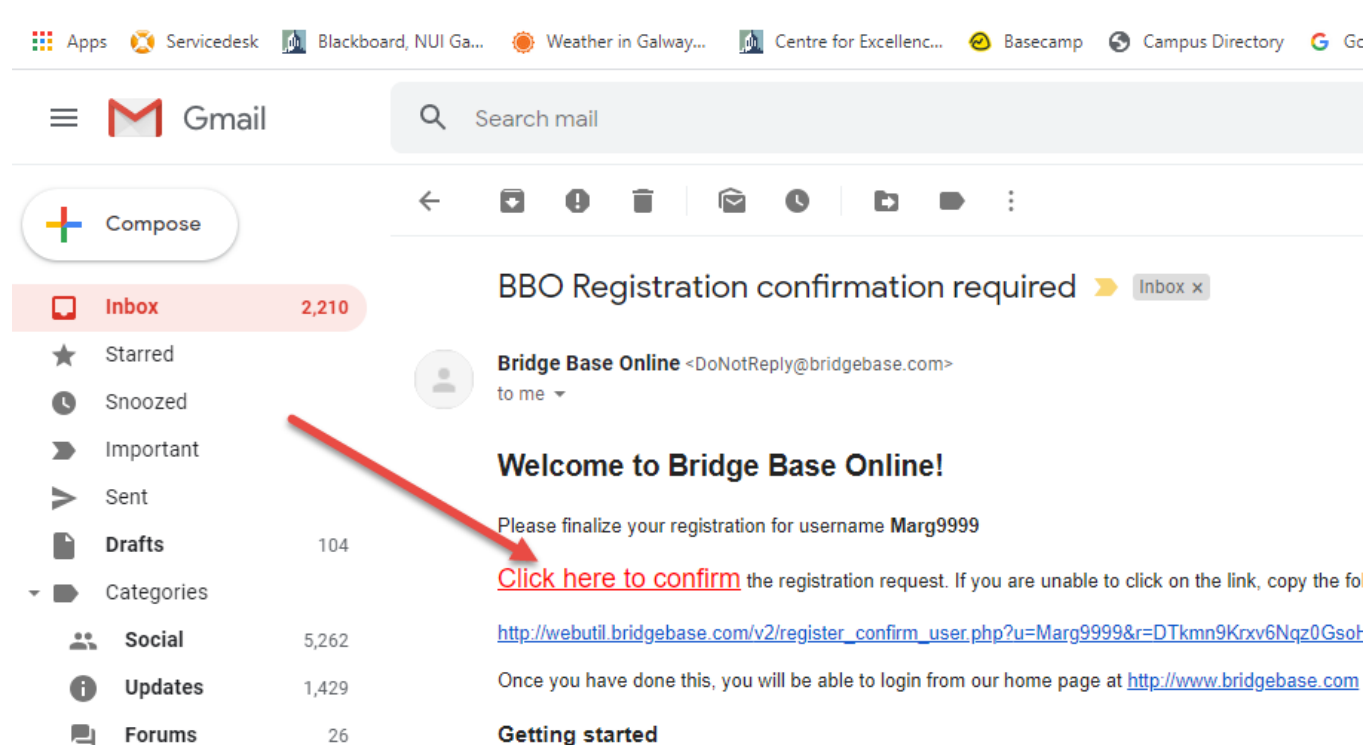 Apps Servicedesk Blackboard, NUI Ga... Weather in Galway... Centre for Excellenc... Basecamp Campus Directory
Gmail
Search mail
Compose
BBO Registration confirmation required Inbox x
Inbox 2,210
Starred
Bridge Base Online <DoNotReply@bridgebase.com>
to me
Snoozed
Important
Welcome to Bridge Base Online!
Sent
Please finalize your registration for username Marg9999
Drafts 104
Click here to confirm the registration request. If you are unable to click on the link, copy the fol
Categories
http://webutil.bridgebase.com/v2/register_confirm_user.php?u=Marg9999&r=DTkmn9Krxv6Nqz0GsoH
Social 5,262
Once you have done this, you will be able to login from our home page at http://www.bridgebase.com
Updates 1,429
Getting started
Forums 26